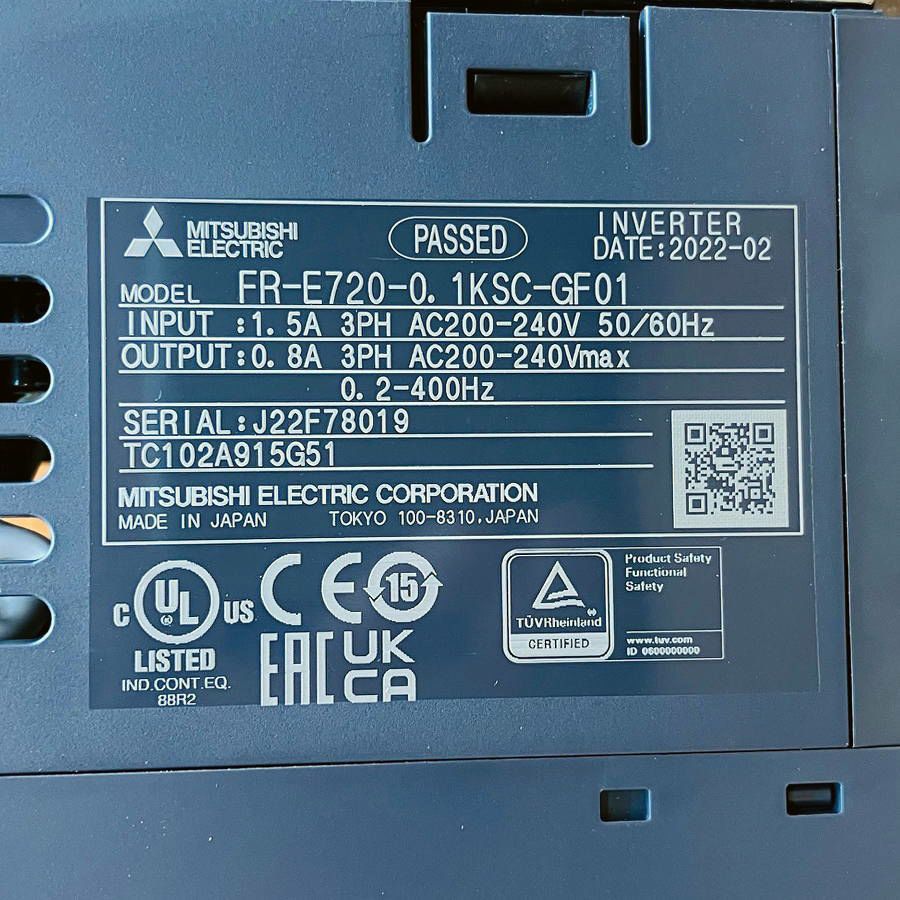 MITSUBISHI
ELECTRIC
PASSED
INVERTER
DATE:2022-02
MODEL FR-E720-0.1KSC-GF01
INPUT :1.5A 3PH AC200-240V 50/60Hz
OUTPUT:0.8A 3PH AC200-240Vmax
0.2-400Hz
SERIAL:J22F78019
TC102A915G51
MITSUBISHI ELECTRIC CORPORATION
MADE IN JAPAN TOKYO 100-8310,JAPAN
C UL ® US
LISTED
IND.CONT.EQ.
88R2
CE
15
EAC
UK
CA
TÜVRheinland ®
CERTIFIED
Product Safety
Functional
Safety
www.tuv.com
ID 0600000000